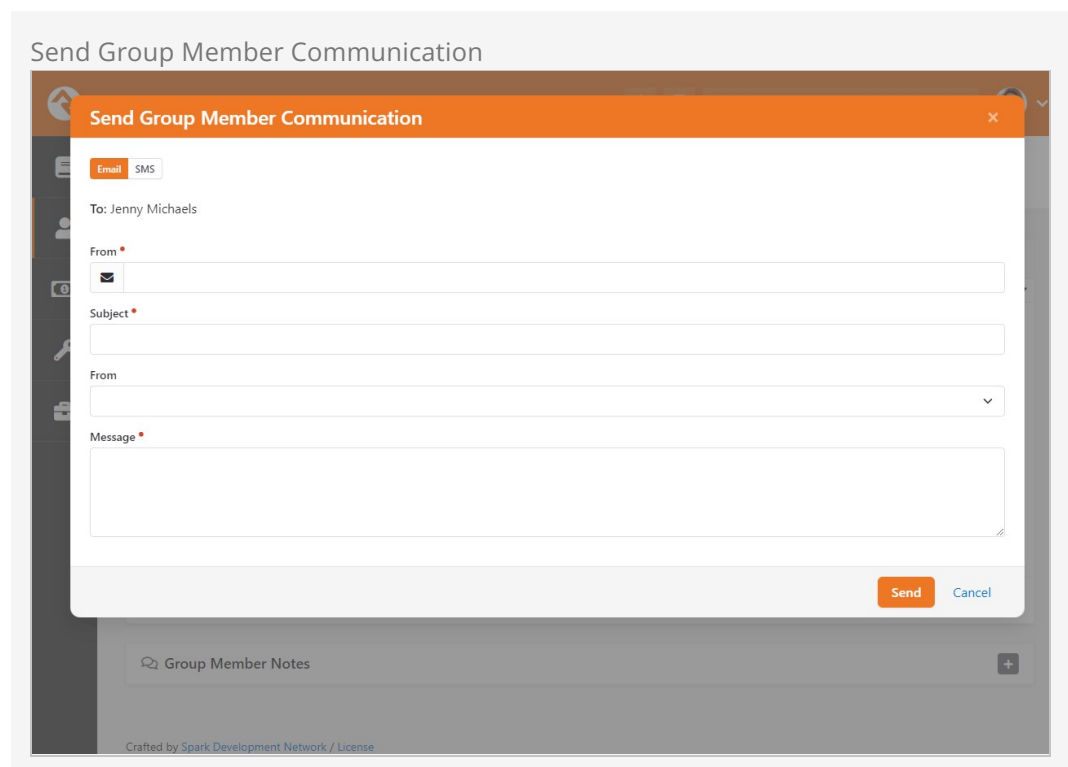 Send Group Member Communication
Send Group Member Communication ×
Email SMS
To: Jenny Michaels
From
Subject
From
Message
Send Cancel
Group Member Notes
Crafted by Spark Development Network / License